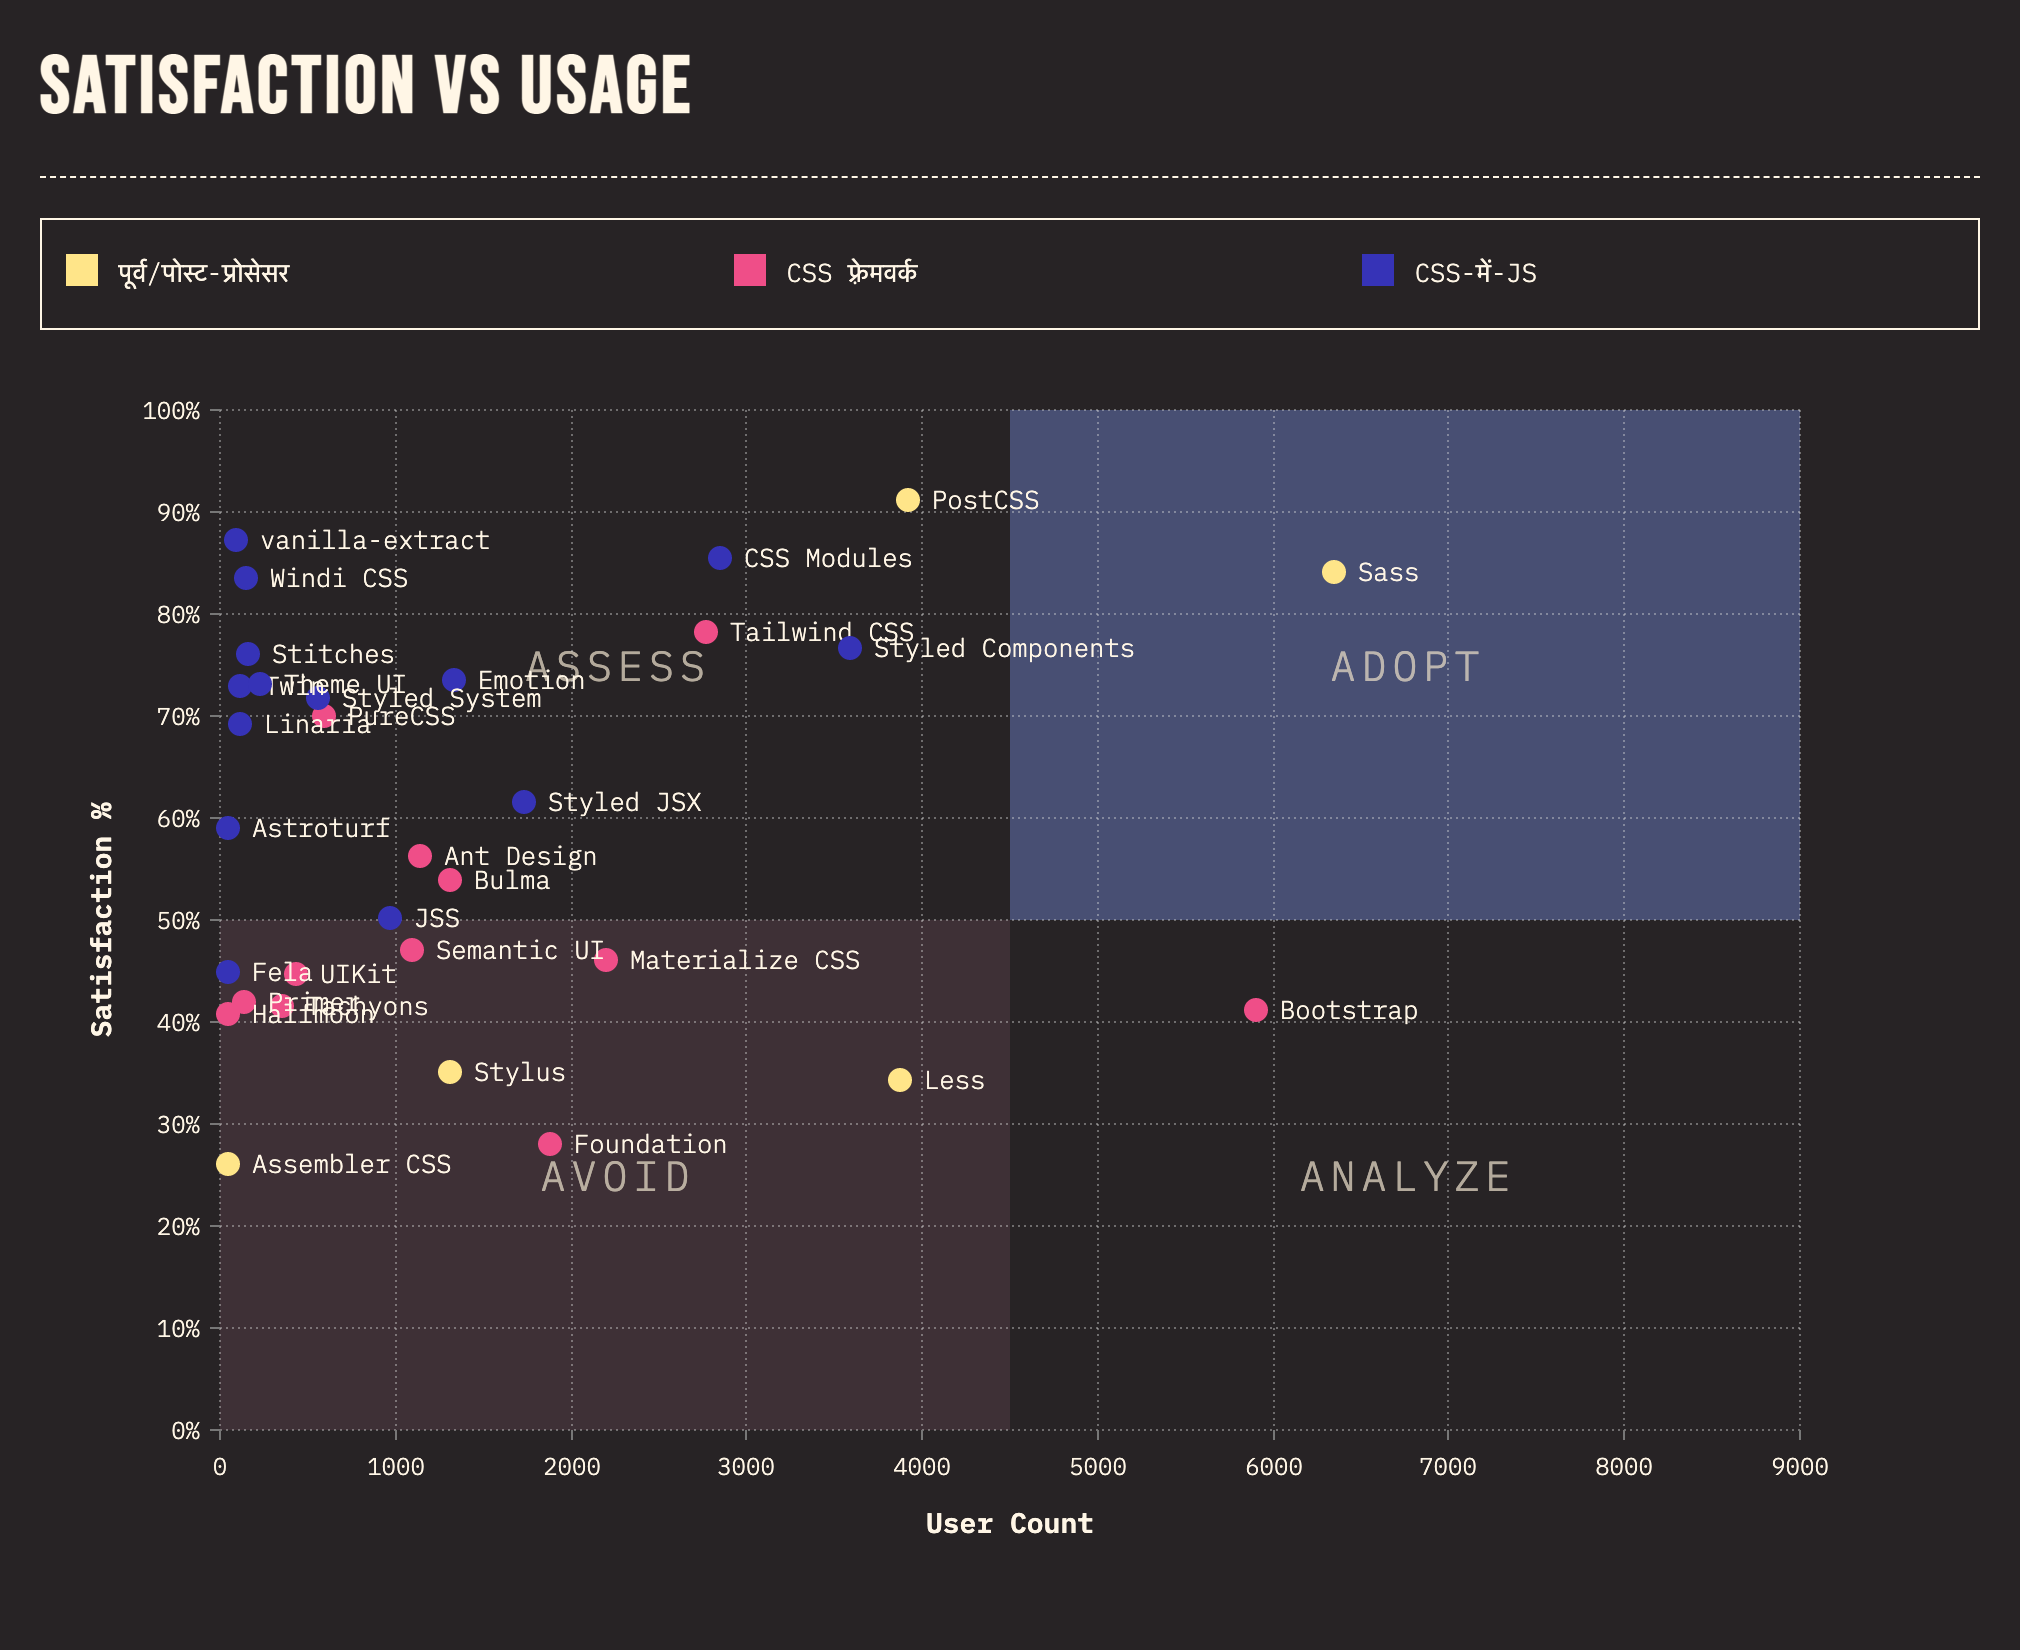 SATISFACTION VS USAGE
पूर्व/पोस्ट-प्रोसेसर
CSS फ़्रेमवर्क
CSS-में-JS
100%
90%
80%
70%
60%
50%
40%
30%
20%
10%
0%
Satisfaction %
PostCSS
vanilla-extract
CSS Modules
Sass
Windi CSS
Tailwind CSS
Styled Components
Stitches
ASSESS
ADOPT
Emotion
Twin
Theme UI
Styled System
PureCSS
Linaria
Styled JSX
Astroturf
Ant Design
Bulma
JSS
Semantic UI
Materialize CSS
Fela
UIKit
Primer
Tachyons
Halfmoon
Bootstrap
Stylus
Less
Foundation
Assembler CSS
AVOID
ANALYZE
0 1000 2000 3000 4000 5000 6000 7000 8000 9000
User Count